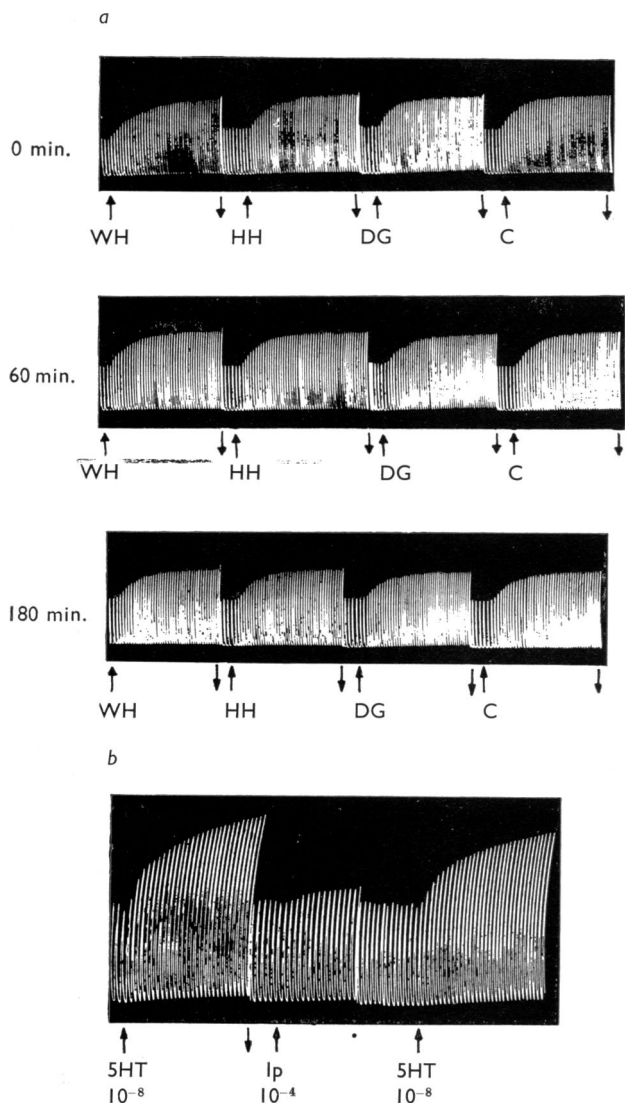 a
0 min.
WH HH DG C
60 min.
WH HH DG C
180 min.
WH HH DG C
b
5HT Ip 5HT
10⁻⁸ 10⁻⁴ 10⁻⁸